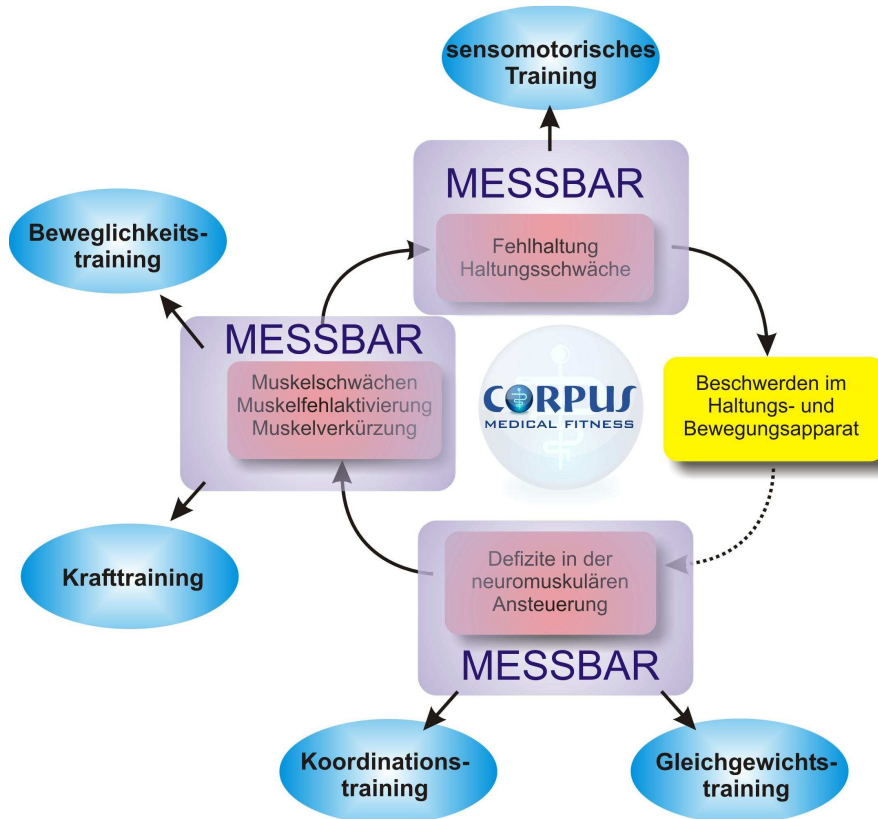 sensomotorisches
Training
MESSBAR
Fehlhaltung
Haltungsschwäche
Beweglichkeits-
training
MESSBAR
Muskelschwächen
Muskelfehlaktivierung
Muskelverkürzung
CORPUS
MEDICAL FITNESS
Beschwerden im
Haltungs- und
Bewegungsapparat
Krafttraining
Defizite in der
neuromuskulären
Ansteuerung
MESSBAR
Koordinations-
training
Gleichgewichts-
training